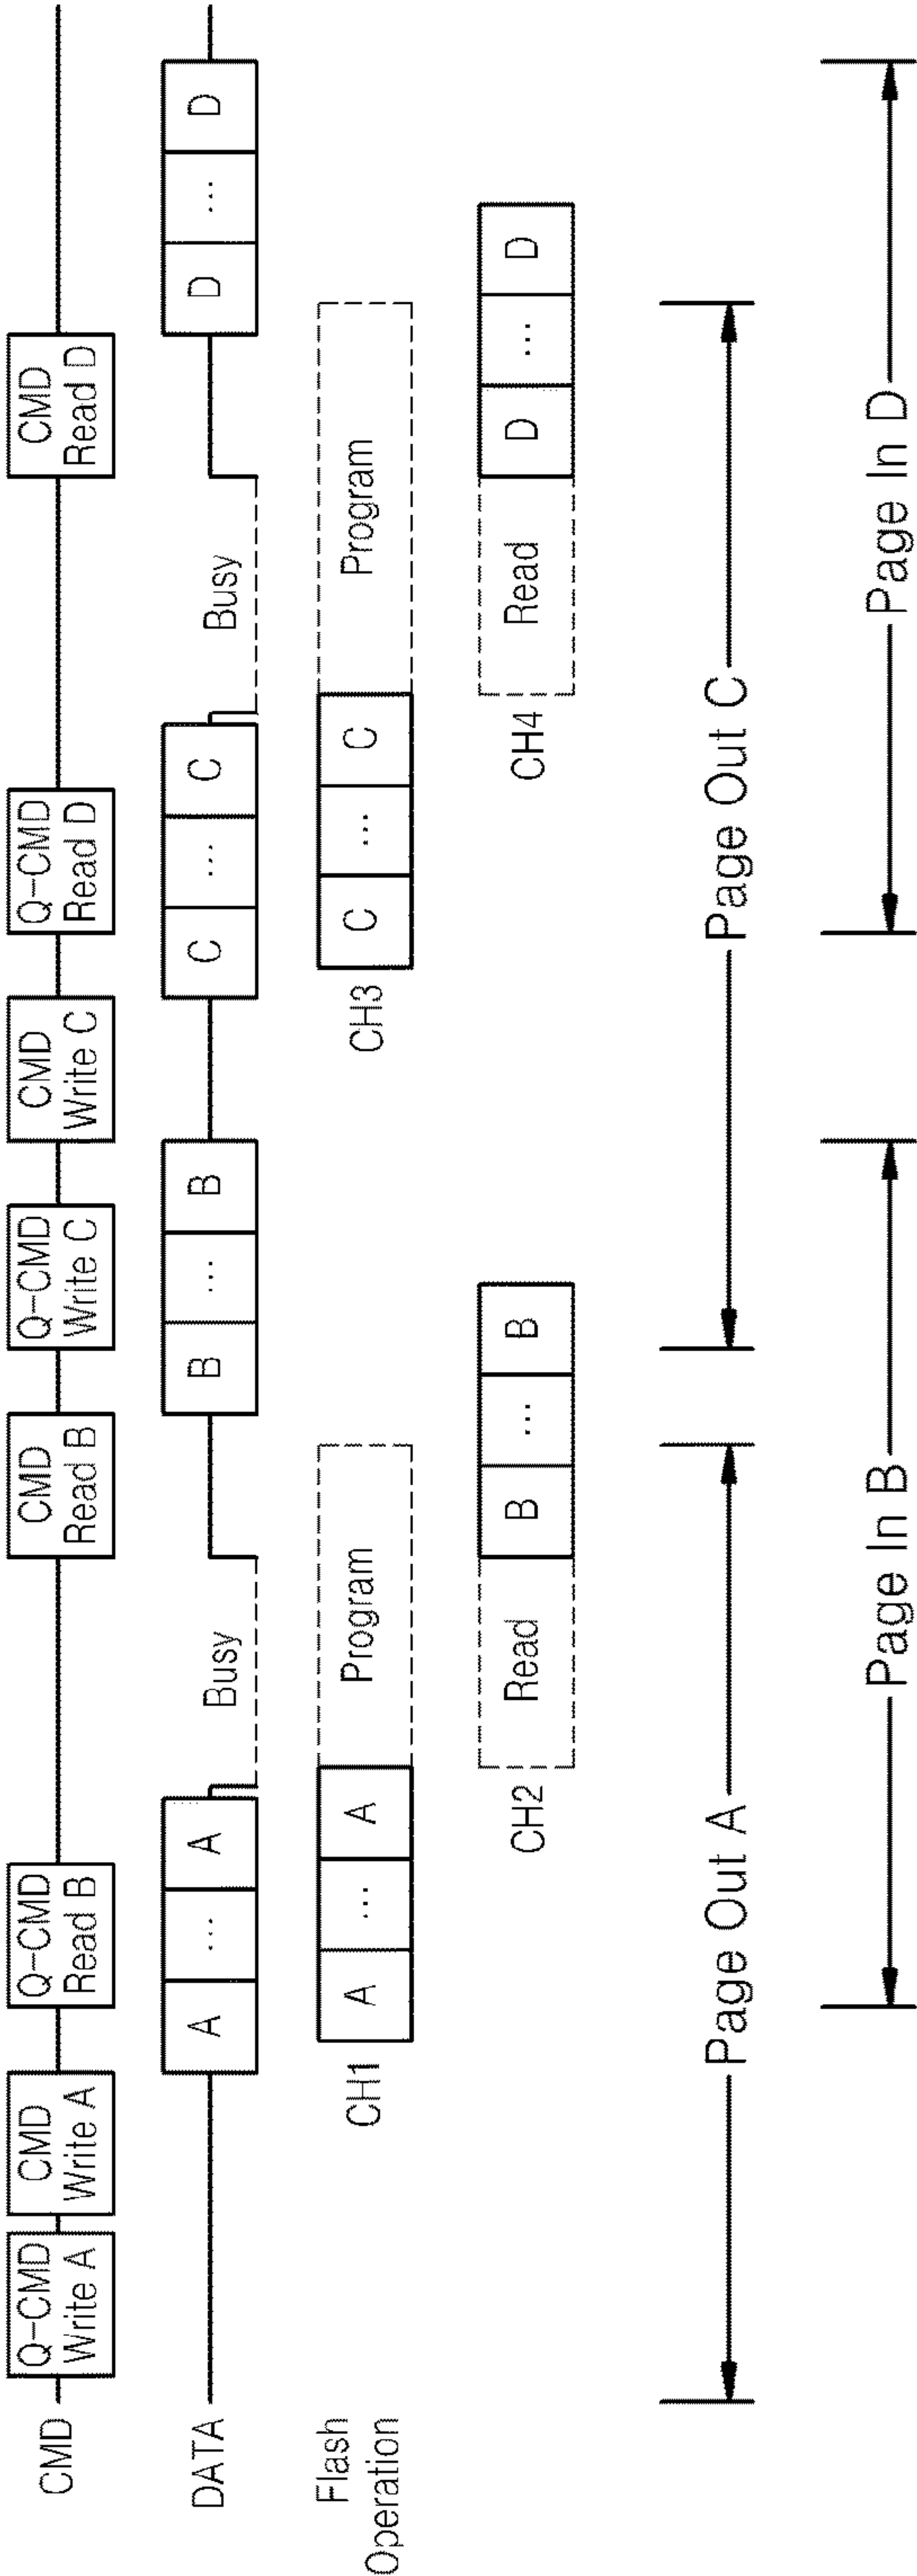 CMD
Q-CMD
Write A
CMD
Write A
Q-CMD
Read B
CMD
Read B
Q-CMD
Write C
CMD
Write C
Q-CMD
Read D
CMD
Read D
DATA
A
...
A
Busy
B
...
B
C
...
C
Busy
D
...
D
Flash
Operation
CH1
A
...
A
Program
CH3
C
...
C
Program
CH2
Read
B
...
B
CH4
Read
D
...
D
Page Out A
Page Out C
Page In B
Page In D